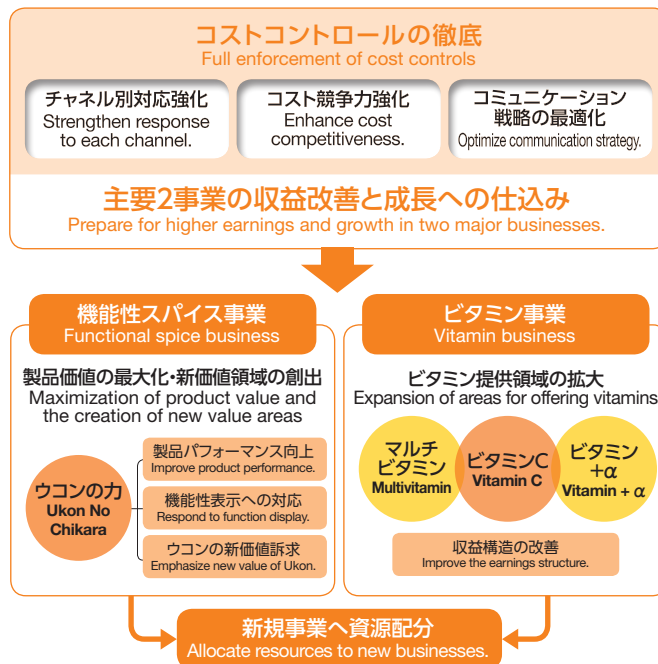 コストコントロールの徹底
Full enforcement of cost controls
チャネル別対応強化
Strengthen response
to each channel.
コスト競争力強化
Enhance cost
competitiveness.
コミュニケーション
戦略の最適化
Optimize communication strategy.
主要2事業の収益改善と成長への仕込み
Prepare for higher earnings and growth in two major businesses.
機能性スパイス事業
Functional spice business
製品価値の最大化・新価値領域の創出
Maximization of product value and
the creation of new value areas
ウコンの力
Ukon No
Chikara
製品パフォーマンス向上
Improve product performance.
機能性表示への対応
Respond to function display.
ウコンの新価値訴求
Emphasize new value of Ukon.
ビタミン事業
Vitamin business
ビタミン提供領域の拡大
Expansion of areas for offering vitamins
マルチ
ビタミン
Multivitamin
ビタミンC
Vitamin C
ビタミン
+α
Vitamin + α
収益構造の改善
Improve the earnings structure.
新規事業へ資源配分
Allocate resources to new businesses.